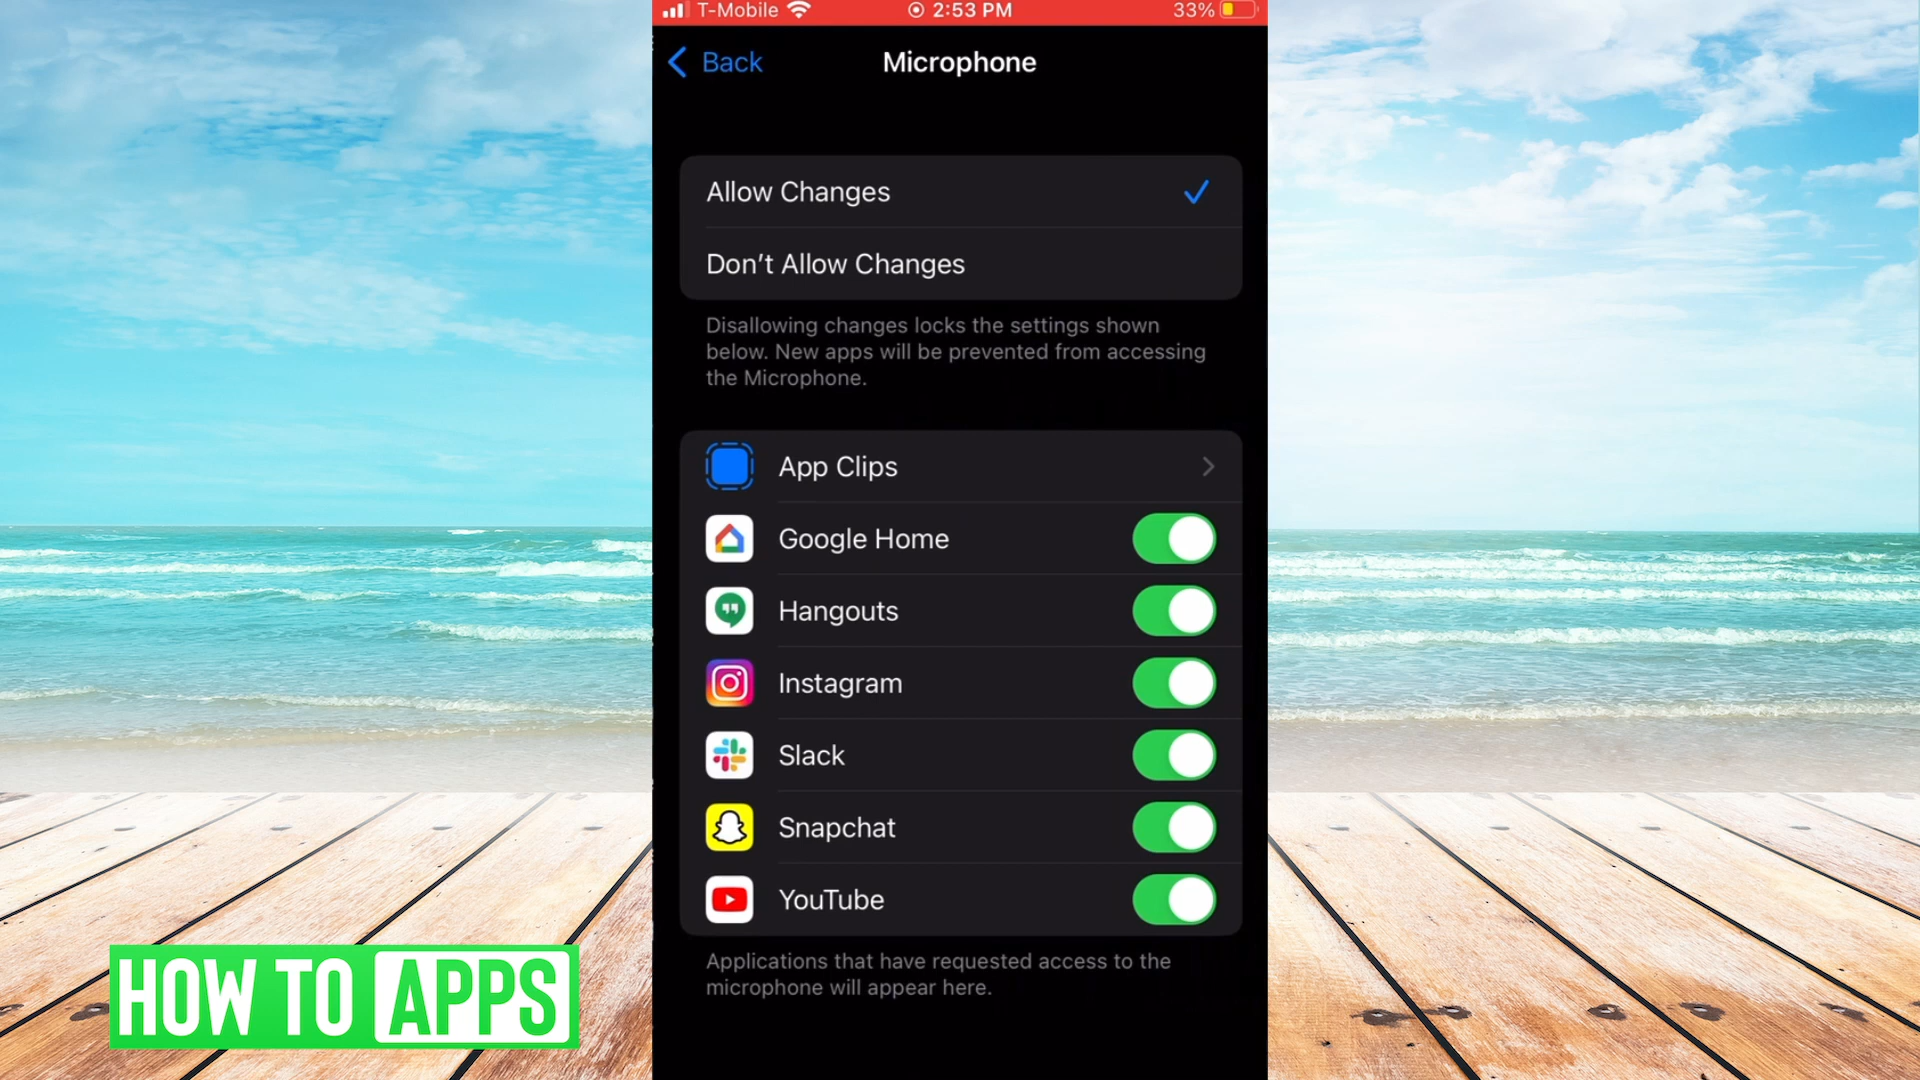 T-Mobile 2:53 PM 33%
Back Microphone
Allow Changes
Don't Allow Changes
Disallowing changes locks the settings shown
below. New apps will be prevented from accessing
the Microphone.
App Clips
Google Home
Hangouts
Instagram
Slack
Snapchat
YouTube
Applications that have requested access to the
microphone will appear here.
HOW TO APPS